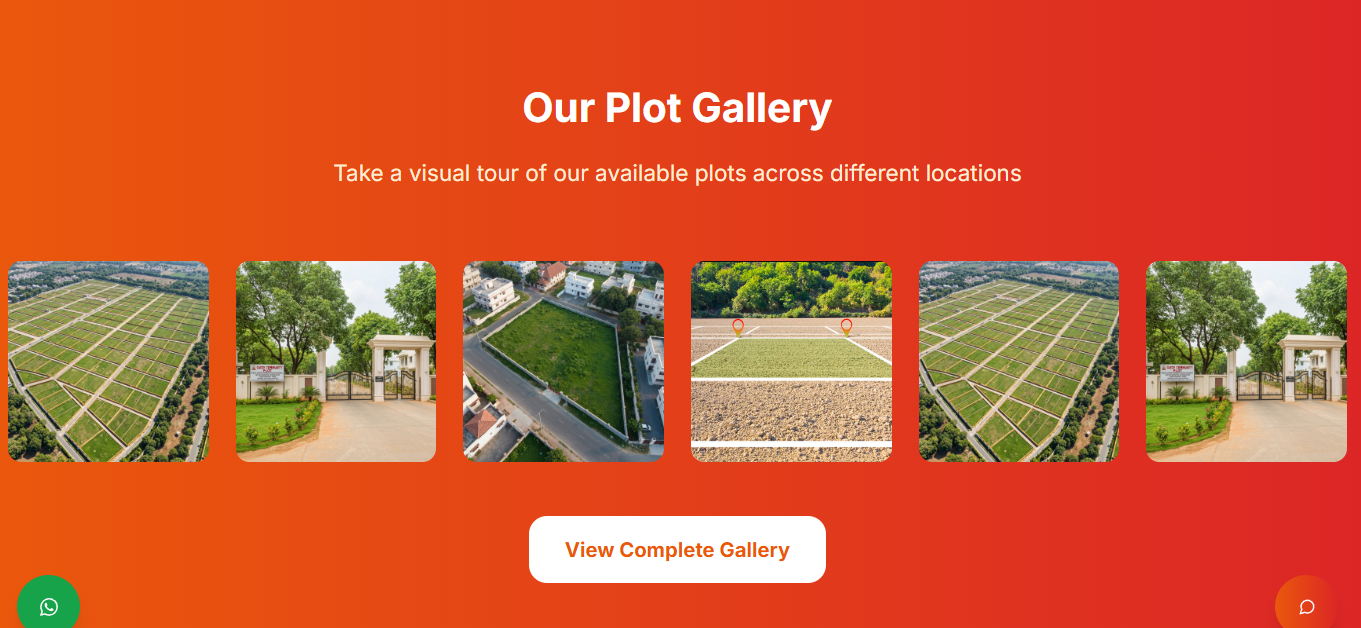 Our Plot Gallery
Take a visual tour of our available plots across different locations
View Complete Gallery